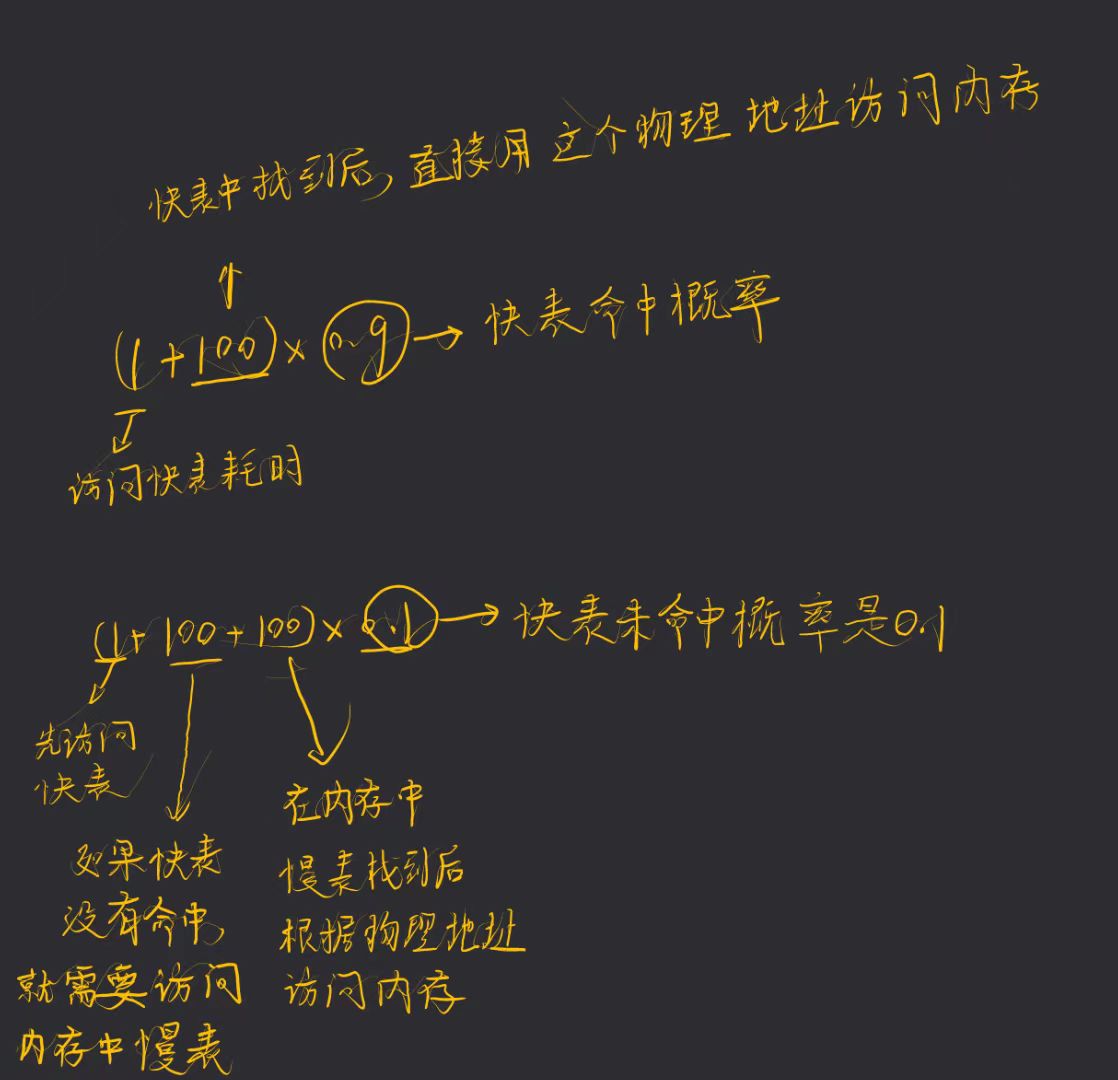 快表中找到后,直接用这个物理地址访问内存
(1+100)×0.9→快表命中概率
访问快表耗时
(1+100+100)×0.1→快表未命中概率是0.1
先访问
快表
如果快表
没有命中,
就需要访问
内存中慢表
在内存中
慢表找到后
根据物理地址
访问内存